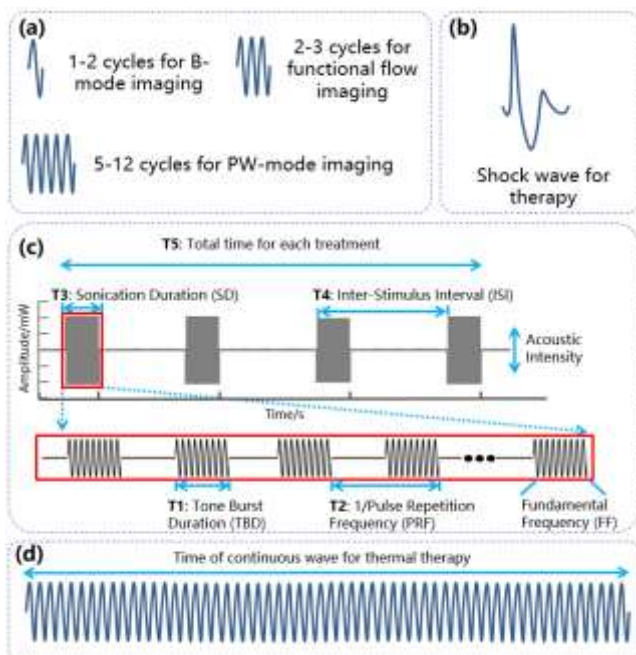 (a)
1-2 cycles for B-
mode imaging
2-3 cycles for
functional flow
imaging
5-12 cycles for PW-mode imaging
(b)
Shock wave for
therapy
(c)
T5: Total time for each treatment
T3: Sonication Duration (SD)
T4: Inter-Stimulus Interval (ISI)
Amplitude/mW
Acoustic
Intensity
Time/s
T1: Tone Burst
Duration (TBD)
T2: 1/Pulse Repetition
Frequency (PRF)
Fundamental
Frequency (FF)
(d)
Time of continuous wave for thermal therapy